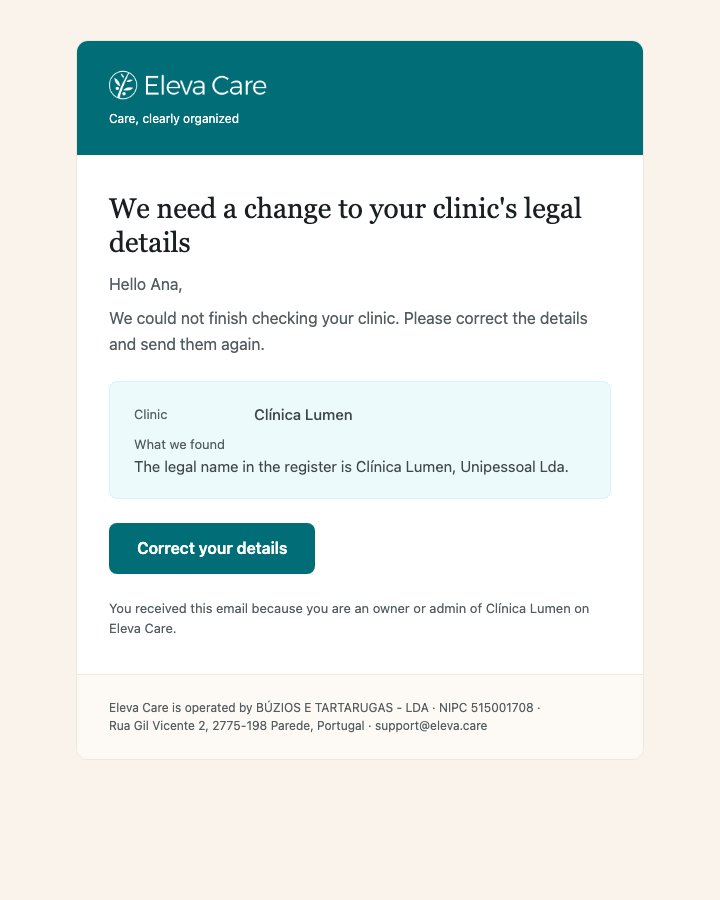 Eleva Care
Care, clearly organized
We need a change to your clinic's legal
details
Hello Ana,
We could not finish checking your clinic. Please correct the details
and send them again.
Clinic Clínica Lumen
What we found
The legal name in the register is Clínica Lumen, Unipessoal Lda.
Correct your details
You received this email because you are an owner or admin of Clínica Lumen on
Eleva Care.
Eleva Care is operated by BÚZIOS E TARTARUGAS - LDA · NIPC 515001708 ·
Rua Gil Vicente 2, 2775-198 Parede, Portugal · support@eleva.care